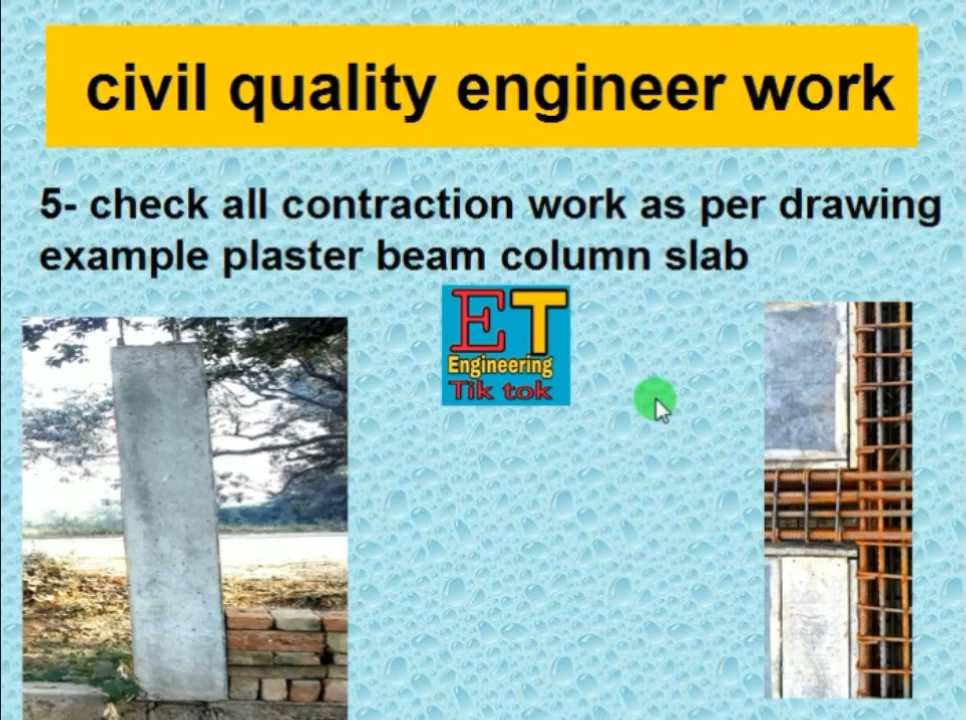 civil quality engineer work
5- check all contraction work as per drawing
example plaster beam column slab
ET
Engineering
Tik tok